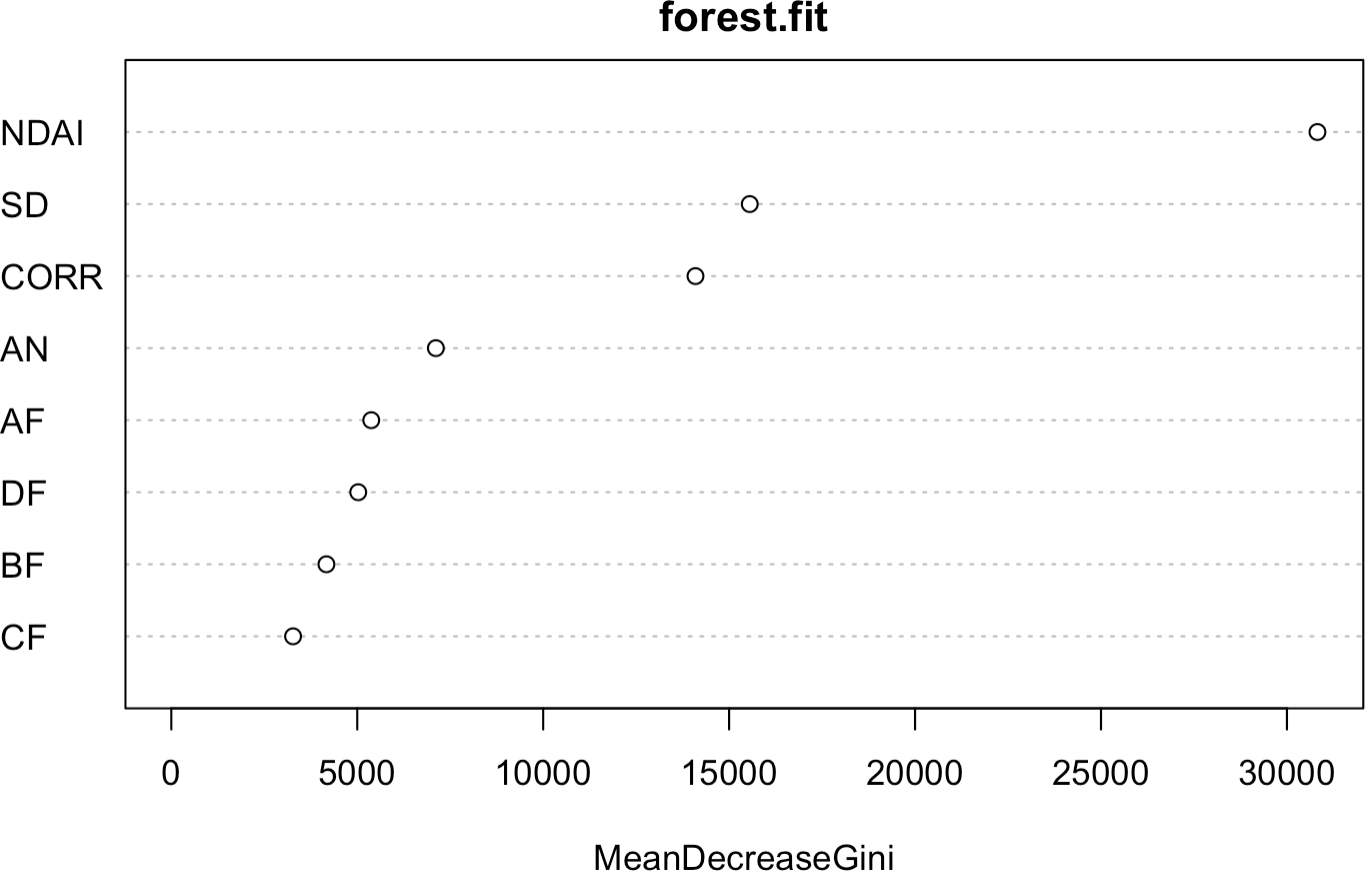 forest.fit
NDAI
SD
CORR
AN
AF
DF
BF
CF
0 5000 10000 15000 20000 25000 30000
MeanDecreaseGini